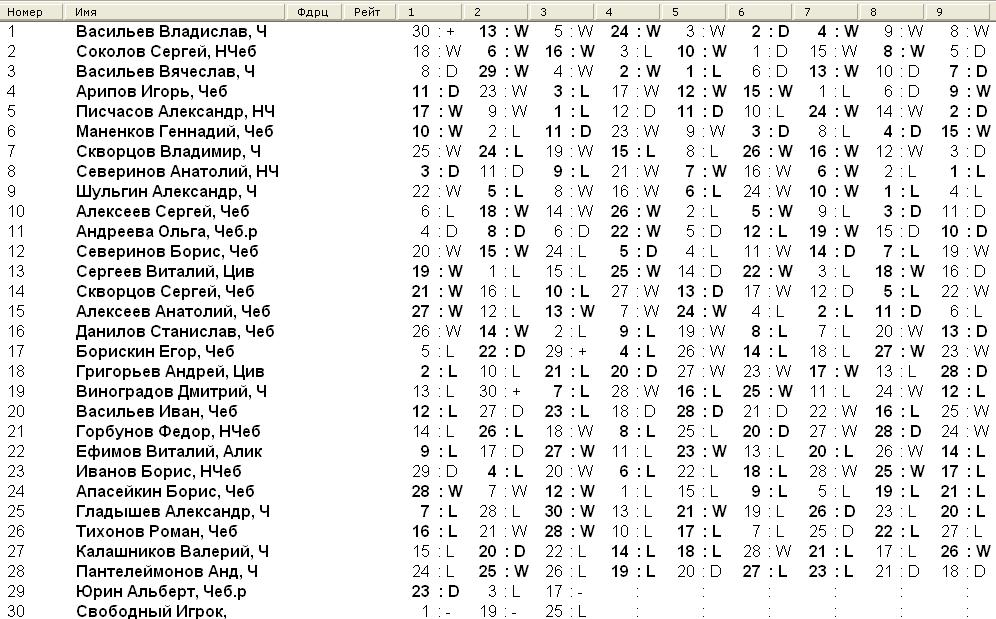 Номер Имя Фдрц Рейт 1 2 3 4 5 6 7 8 9
1 Васильев Владислав, Ч 30 : + 13 : W 5 : W 24 : W 3 : W 2 : D 4 : W 9 : W 8 : W
2 Соколов Сергей, НЧеб 18 : W 6 : W 16 : W 3 : L 10 : W 1 : D 15 : W 8 : W 5 : D
3 Васильев Вячеслав, Ч 8 : D 29 : W 4 : W 2 : W 1 : L 6 : D 13 : W 10 : D 7 : D
4 Арипов Игорь, Чеб 11 : D 23 : W 3 : L 17 : W 12 : W 15 : W 1 : L 6 : D 9 : W
5 Писчасов Александр, НЧ 17 : W 9 : W 1 : L 12 : D 11 : D 10 : L 24 : W 14 : W 2 : D
6 Маненков Геннадий, Чеб 10 : W 2 : L 11 : D 23 : W 9 : W 3 : D 8 : L 4 : D 15 : W
7 Скворцов Владимир, Ч 25 : W 24 : L 19 : W 15 : L 8 : L 26 : W 16 : W 12 : W 3 : D
8 Северинов Анатолий, НЧ 3 : D 11 : D 9 : L 21 : W 7 : W 16 : W 6 : W 2 : L 1 : L
9 Шульгин Александр, Ч 22 : W 5 : L 8 : W 16 : W 6 : L 24 : W 10 : W 1 : L 4 : L
10 Алексеев Сергей, Чеб 6 : L 18 : W 14 : W 26 : W 2 : L 5 : W 9 : L 3 : D 11 : D
11 Андреева Ольга, Чеб.р 4 : D 8 : D 6 : D 22 : W 5 : D 12 : L 19 : W 15 : D 10 : D
12 Северинов Борис, Чеб 20 : W 15 : W 24 : L 5 : D 4 : L 11 : W 14 : D 7 : L 19 : W
13 Сергеев Виталий, Цив 19 : W 1 : L 15 : L 25 : W 14 : D 22 : W 3 : L 18 : W 16 : D
14 Скворцов Сергей, Чеб 21 : W 16 : L 10 : L 27 : W 13 : D 17 : W 12 : D 5 : L 22 : W
15 Алексеев Анатолий, Чеб 27 : W 12 : L 13 : W 7 : W 24 : W 4 : L 2 : L 11 : D 6 : L
16 Данилов Станислав, Чеб 26 : W 14 : W 2 : L 9 : L 19 : W 8 : L 7 : L 20 : W 13 : D
17 Борискин Егор, Чеб 5 : L 22 : D 29 : + 4 : L 26 : W 14 : L 18 : L 27 : W 23 : W
18 Григорьев Андрей, Цив 2 : L 10 : L 21 : L 20 : D 27 : W 23 : W 17 : W 13 : L 28 : D
19 Виноградов Дмитрий, Ч 13 : L 30 : + 7 : L 28 : W 16 : L 25 : W 11 : L 24 : W 12 : L
20 Васильев Иван, Чеб 12 : L 27 : D 23 : L 18 : D 28 : D 21 : D 22 : W 16 : L 25 : W
21 Горбунов Федор, НЧеб 14 : L 26 : L 18 : W 8 : L 25 : L 20 : D 27 : W 28 : D 24 : W
22 Ефимов Виталий, Алик 9 : L 17 : D 27 : W 11 : L 23 : W 13 : L 20 : L 26 : W 14 : L
23 Иванов Борис, НЧеб 29 : D 4 : L 20 : W 6 : L 22 : L 18 : L 28 : W 25 : W 17 : L
24 Апасейкин Борис, Чеб 28 : W 7 : W 12 : W 1 : L 15 : L 9 : L 5 : L 19 : L 21 : L
25 Гладышев Александр, Ч 7 : L 28 : L 30 : W 13 : L 21 : W 19 : L 26 : D 23 : L 20 : L
26 Тихонов Роман, Чеб 16 : L 21 : W 28 : W 10 : L 17 : L 7 : L 25 : D 22 : L 27 : L
27 Калашников Валерий, Ч 15 : L 20 : D 22 : L 14 : L 18 : L 28 : W 21 : L 17 : L 26 : W
28 Пантелеймонов Анд, Ч 24 : L 25 : W 26 : L 19 : L 20 : D 27 : L 23 : L 21 : D 18 : D
29 Юрин Альберт, Чеб.р 23 : D 3 : L 17 : - : : : : : :
30 Свободный Игрок, 1 : - 19 : - 25 : L : : : : : :